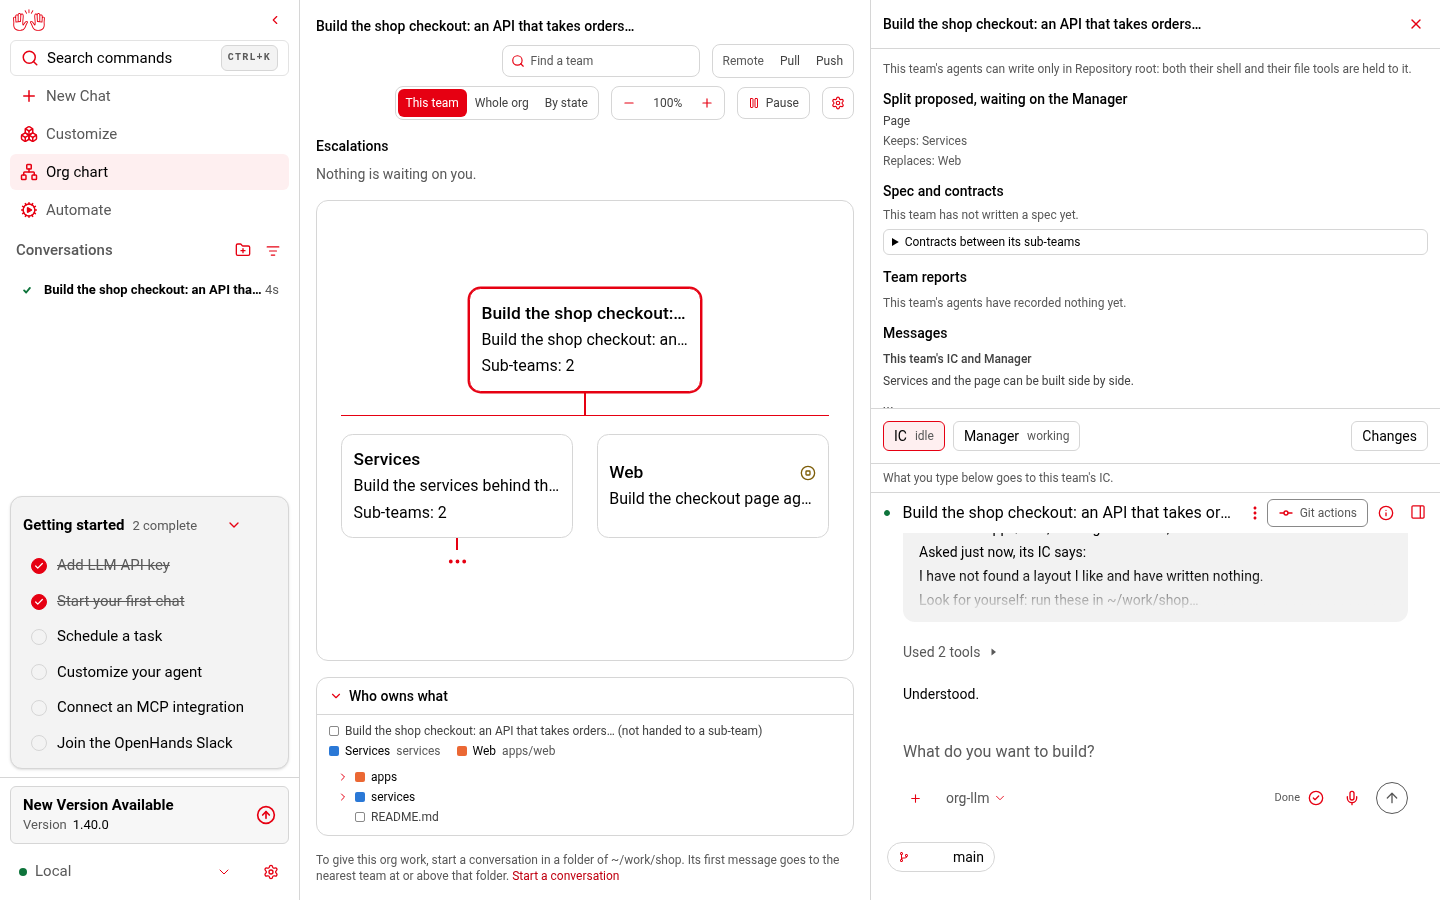 Search commands
CTRL+K
New Chat
Customize
Org chart
Automate
Conversations
Build the shop checkout: an API tha... 4s
Getting started 2 complete
Add LLM API key
Start your first chat
Schedule a task
Customize your agent
Connect an MCP integration
Join the OpenHands Slack
New Version Available
Version 1.40.0
Local
Build the shop checkout: an API that takes orders...
Find a team
Remote Pull Push
This team Whole org By state
100%
Pause
Escalations
Nothing is waiting on you.
Build the shop checkout:...
Build the shop checkout: an...
Sub-teams: 2
Services
Build the services behind th...
Sub-teams: 2
Web
Build the checkout page ag...
Who owns what
Build the shop checkout: an API that takes orders... (not handed to a sub-team)
Services services Web apps/web
apps
services
README.md
To give this org work, start a conversation in a folder of ~/work/shop. Its first message goes to the
nearest team at or above that folder. Start a conversation
Build the shop checkout: an API that takes orders...
This team's agents can write only in Repository root: both their shell and their file tools are held to it.
Split proposed, waiting on the Manager
Page
Keeps: Services
Replaces: Web
Spec and contracts
This team has not written a spec yet.
Contracts between its sub-teams
Team reports
This team's agents have recorded nothing yet.
Messages
This team's IC and Manager
Services and the page can be built side by side.
...
IC idle
Manager working
Changes
What you type below goes to this team's IC.
Build the shop checkout: an API that takes or...
Git actions
Asked just now, its IC says:
I have not found a layout I like and have written nothing.
Look for yourself: run these in ~/work/shop...
Used 2 tools
Understood.
What do you want to build?
org-llm
Done
main